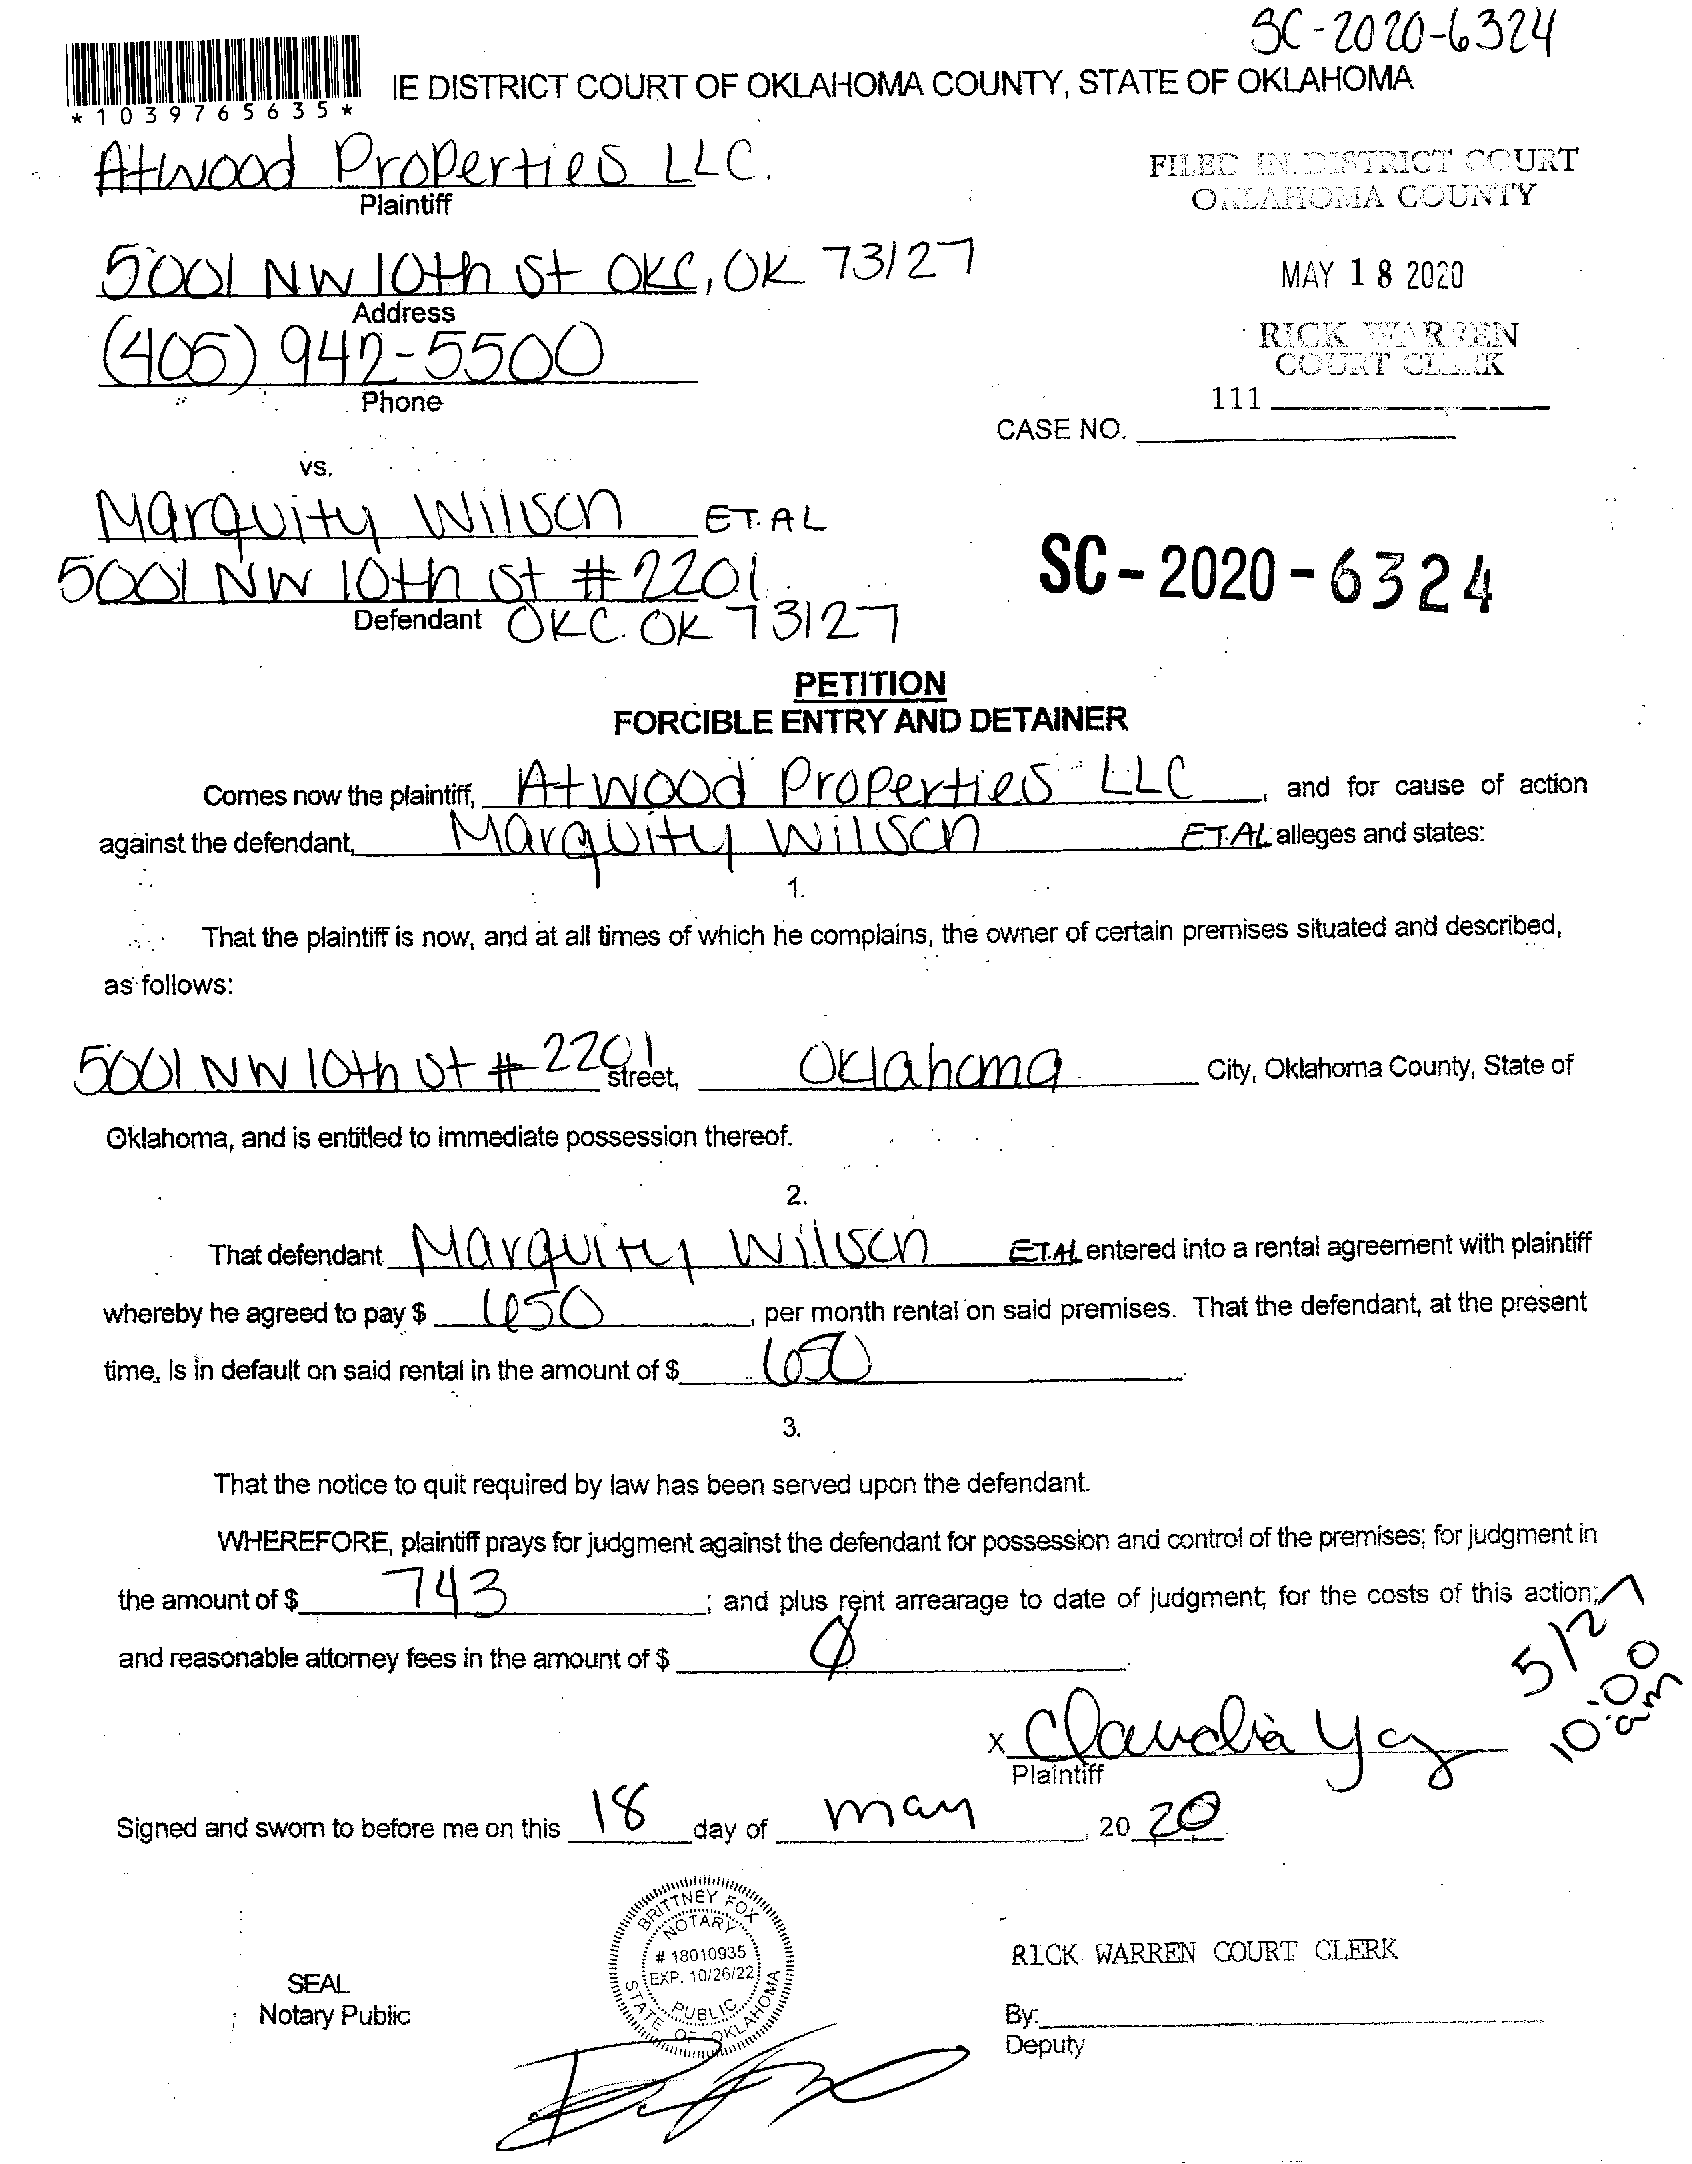 SC-2020-6324
IE DISTRICT COURT OF OKLAHOMA COUNTY, STATE OF OKLAHOMA
*1039765635*
Atwood Properties LLC.
Plaintiff
FILED IN DISTRICT COURT
OKLAHOMA COUNTY
5001 NW 10th St OKC, OK 73127
Address
MAY 18 2020
(405) 942-5500
Phone
RICK WARREN
COURT CLERK
111
CASE NO.
vs.
Marquity Wilson ET.AL
5001 NW 10th St #2201
Defendant OKC. OK 73127
SC-2020-6324
PETITION
FORCIBLE ENTRY AND DETAINER
Comes now the plaintiff, Atwood Properties LLC, and for cause of action
against the defendant, Marquity Wilson ET.AL alleges and states:
1.
That the plaintiff is now, and at all times of which he complains, the owner of certain premises situated and described,
as follows:
5001 NW 10th St # 2201 street, Oklahoma City, Oklahoma County, State of
Oklahoma, and is entitled to immediate possession thereof.
2.
That defendant Marquity Wilson ET.AL entered into a rental agreement with plaintiff
whereby he agreed to pay $ 650, per month rental on said premises. That the defendant, at the present
time, Is in default on said rental in the amount of $ 650
3.
That the notice to quit required by law has been served upon the defendant.
WHEREFORE, plaintiff prays for judgment against the defendant for possession and control of the premises; for judgment in
the amount of $ 743; and plus rent arrearage to date of judgment; for the costs of this action;
and reasonable attorney fees in the amount of $ 0
5/27
10:00
am
x Claudia Yg
Plaintiff
Signed and sworn to before me on this 18 day of may, 20 20
BRITTNEY FOX
NOTARY
# 18010935
EXP. 10/26/22
PUBLIC
STATE OF OKLAHOMA
RICK WARREN COURT CLERK
SEAL
Notary Public
By:
Deputy